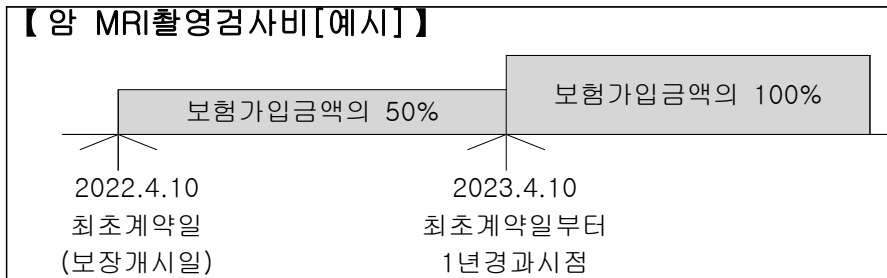 【 암 MRI촬영검사비[예시] 】
보험가입금액의 50%
보험가입금액의 100%
2022.4.10
최초계약일
(보장개시일)
2023.4.10
최초계약일부터
1년경과시점